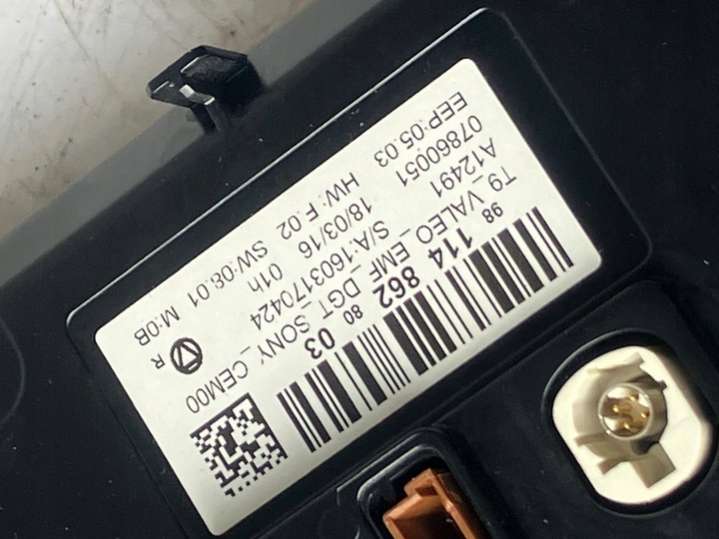 98 114 862 80 03
T9_VALEO_EMF_DGT_SONY_CEM00
A12491 S/A:1603170424
07860051 18/03/16 01h
EEP:05.03 HW:F.02 SW:08.01 M:0B
R